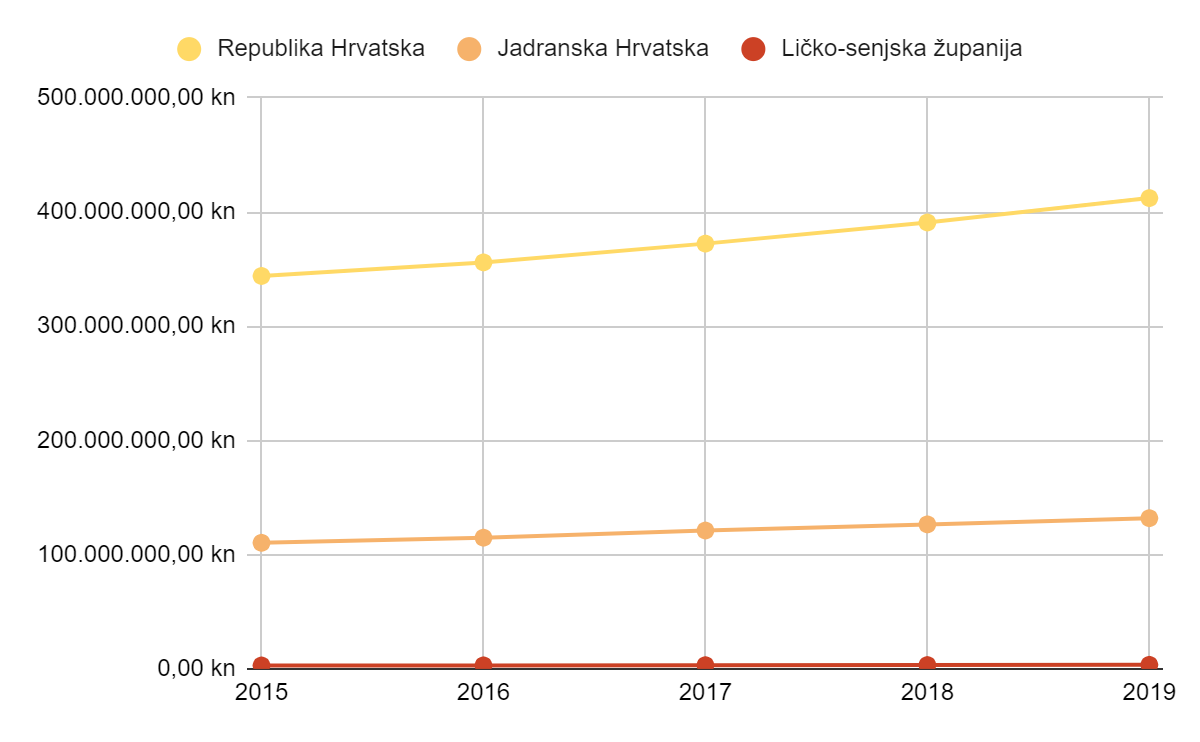 Republika Hrvatska Jadranska Hrvatska Ličko-senjska županija
500.000.000,00 kn
400.000.000,00 kn
300.000.000,00 kn
200.000.000,00 kn
100.000.000,00 kn
0,00 kn
2015 2016 2017 2018 2019